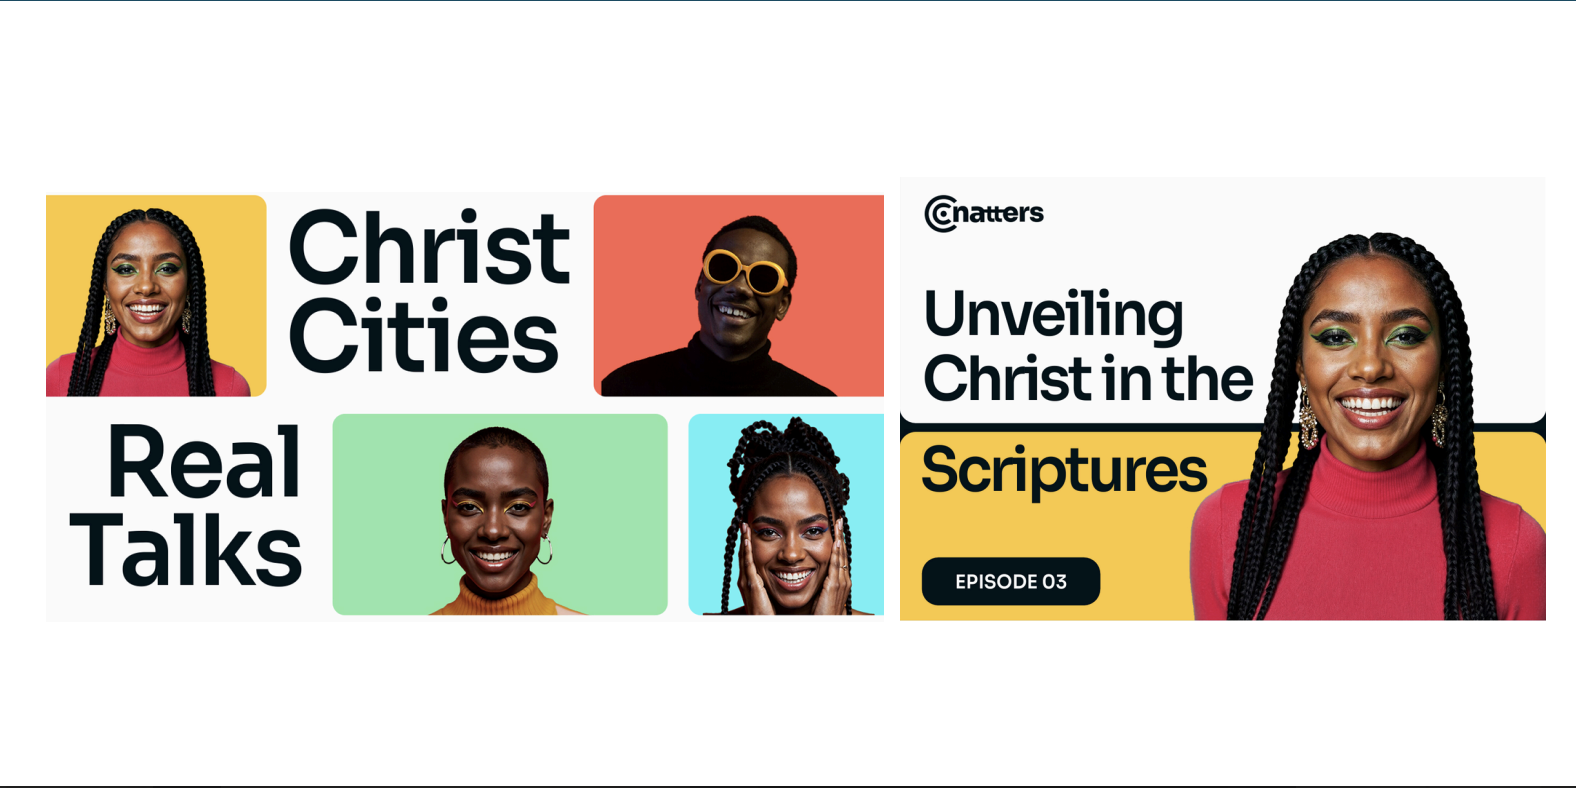 Christ
Cities
Real
Talks
cnatters
Unveiling
Christ in the
Scriptures
EPISODE 03